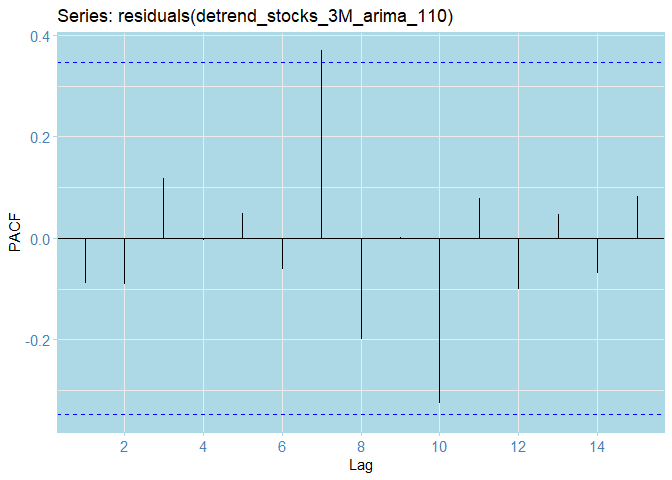 Series: residuals(detrend_stocks_3M_arima_110)
0.4
0.2
0.0
-0.2
PACF
2 4 6 8 10 12 14
Lag